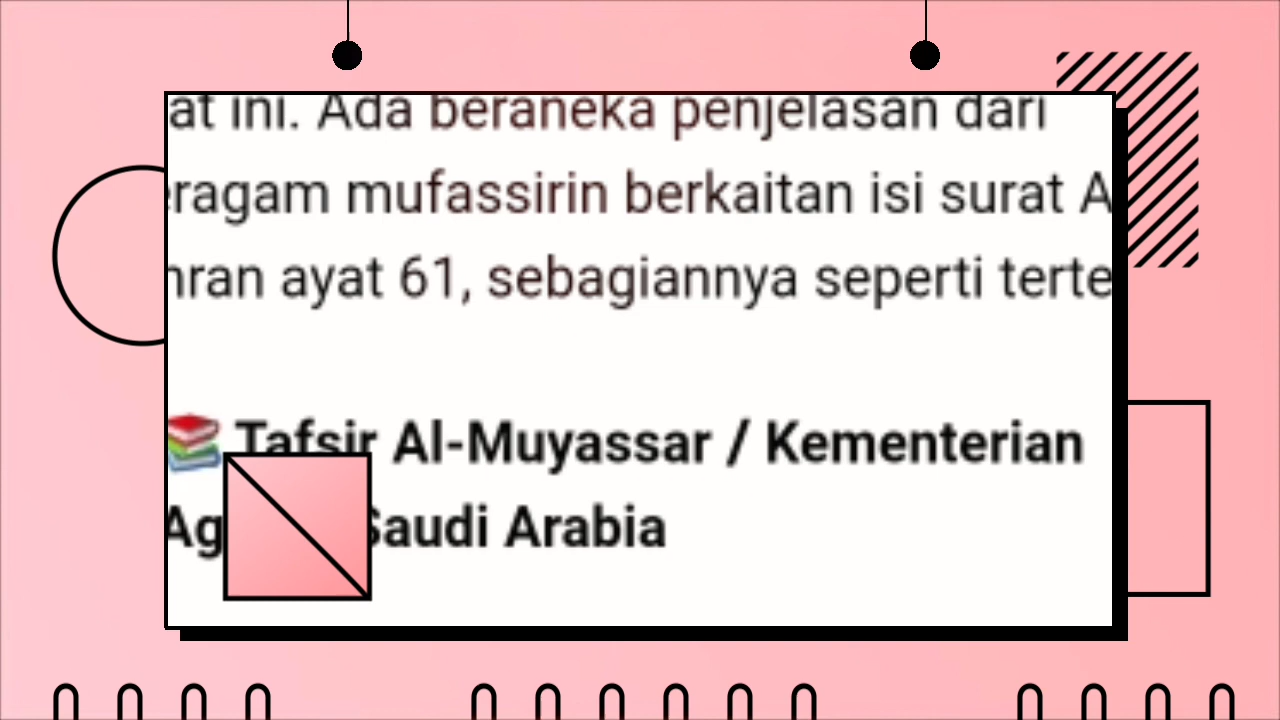 at ini. Ada beraneka penjelasan dari
eragam mufassirin berkaitan isi surat A
mran ayat 61, sebagiannya seperti terte
Tafsir Al-Muyassar / Kementerian
Ag Saudi Arabia